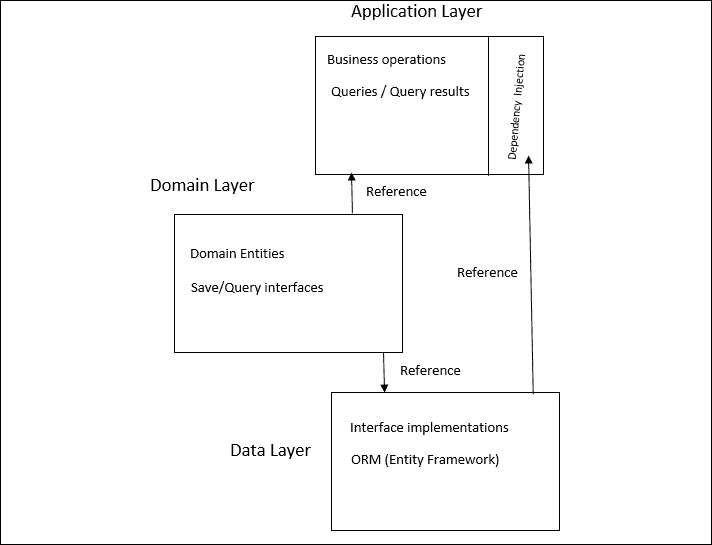 Application Layer
Business operations
Queries / Query results
Dependency Injection
Domain Layer
Reference
Domain Entities
Save/Query interfaces
Reference
Reference
Interface implementations
Data Layer
ORM (Entity Framework)